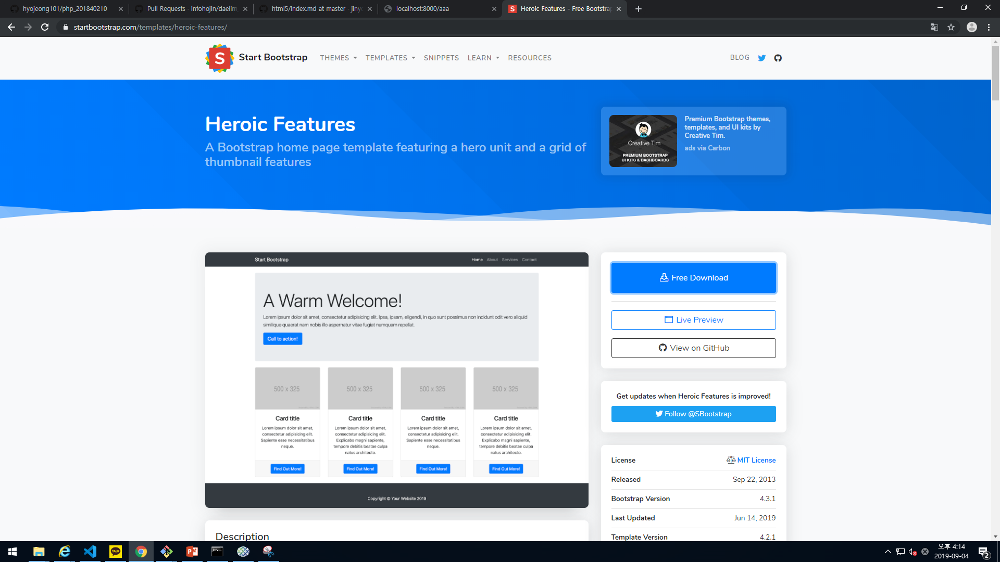 hyojeong101/php_201840210
Pull Requests · infohojin/daelim_
html5/index.md at master · jinyo
localhost:8000/aaa
Heroic Features - Free Bootstrap
startbootstrap.com/templates/heroic-features/
S
Start Bootstrap
THEMES
TEMPLATES
SNIPPETS
LEARN
RESOURCES
BLOG
Heroic Features
A Bootstrap home page template featuring a hero unit and a grid of
thumbnail features
Creative Tim
PREMIUM BOOTSTRAP
UI KITS & DASHBOARDS
Premium Bootstrap themes,
templates, and UI kits by
Creative Tim.
ads via Carbon
Start Bootstrap
Home About Services Contact
A Warm Welcome!
Lorem ipsum dolor sit amet, consectetur adipisicing elit. Ipsa, ipsam, eligendi, in quo sunt possimus non incidunt odit vero aliquid
similique quaerat nam nobis illo aspernatur vitae fugiat numquam repellat.
Call to action!
500 x 325
500 x 325
500 x 325
500 x 325
Card title
Lorem ipsum dolor sit amet,
consectetur adipisicing elit.
Sapiente esse necessitatibus
neque.
Find Out More!
Card title
Lorem ipsum dolor sit amet,
consectetur adipisicing elit.
Explicabo magni sapiente,
tempore debitis beatae culpa
natus architecto.
Find Out More!
Card title
Lorem ipsum dolor sit amet,
consectetur adipisicing elit.
Sapiente esse necessitatibus
neque.
Find Out More!
Card title
Lorem ipsum dolor sit amet,
consectetur adipisicing elit.
Explicabo magni sapiente,
tempore debitis beatae culpa
natus architecto.
Find Out More!
Copyright © Your Website 2019
Description
Free Download
Live Preview
View on GitHub
Get updates when Heroic Features is improved!
Follow @SBootstrap
License MIT License
Released Sep 22, 2013
Bootstrap Version 4.3.1
Last Updated Jun 14, 2019
Template Version 4.2.1
TALK
오후 4:14
2019-09-04
2